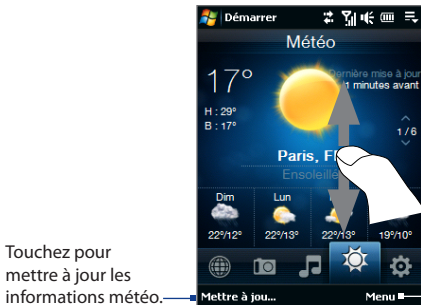 Démarrer
Météo
17°
Dernière mise à jour
1 minutes avant
H : 29°
B : 17°
1/6
Paris,
Ensoleillé
Dim
Lun
22°/12°
22°/13°
22°/13°
19°/10°
Touchez pour
mettre à jour les
informations météo.
Mettre à jou...
Menu